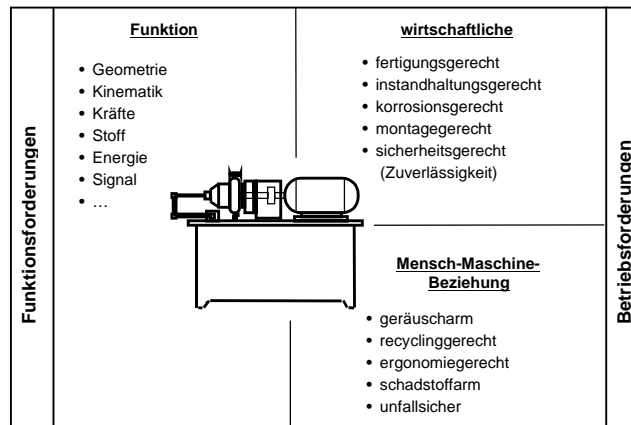 Funktionsforderungen
Funktion
• Geometrie
• Kinematik
• Kräfte
• Stoff
• Energie
• Signal
• ...
wirtschaftliche
• fertigungsgerecht
• instandhaltungsgerecht
• korrosionsgerecht
• montagegerecht
• sicherheitsgerecht
(Zuverlässigkeit)
Mensch-Maschine-
Beziehung
• geräuscharm
• recyclinggerecht
• ergonomiegerecht
• schadstoffarm
• unfallsicher
Betriebsforderungen